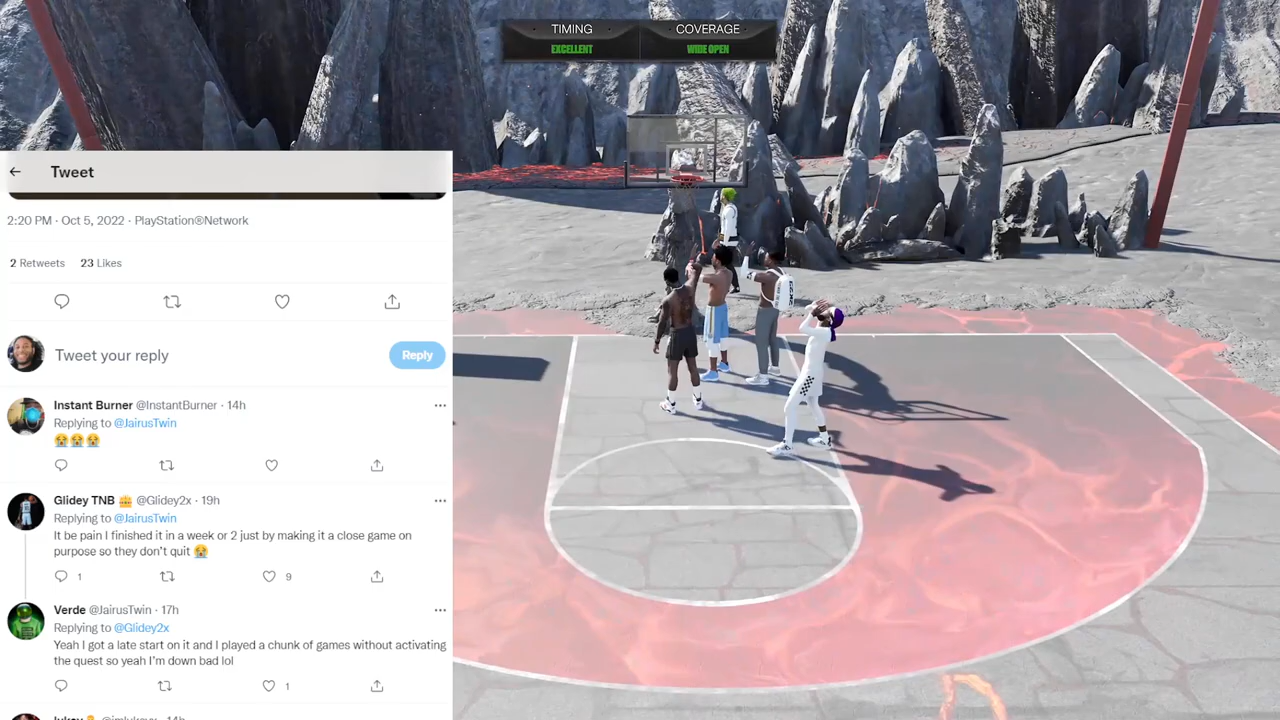 TIMING
COVERAGE
EXCELLENT
WIDE OPEN
Tweet
2:20 PM · Oct 5, 2022 · PlayStation®Network
2 Retweets 23 Likes
Tweet your reply
Reply
Instant Burner @InstantBurner · 14h
Replying to @JairusTwin
😭😭😭
Glidey TNB 👑 @Glidey2x · 19h
Replying to @JairusTwin
It be pain I finished it in a week or 2 just by making it a close game on
purpose so they don't quit 😭
1
9
Verde @JairusTwin · 17h
Replying to @Glidey2x
Yeah I got a late start on it and I played a chunk of games without activating
the quest so yeah I'm down bad lol
1